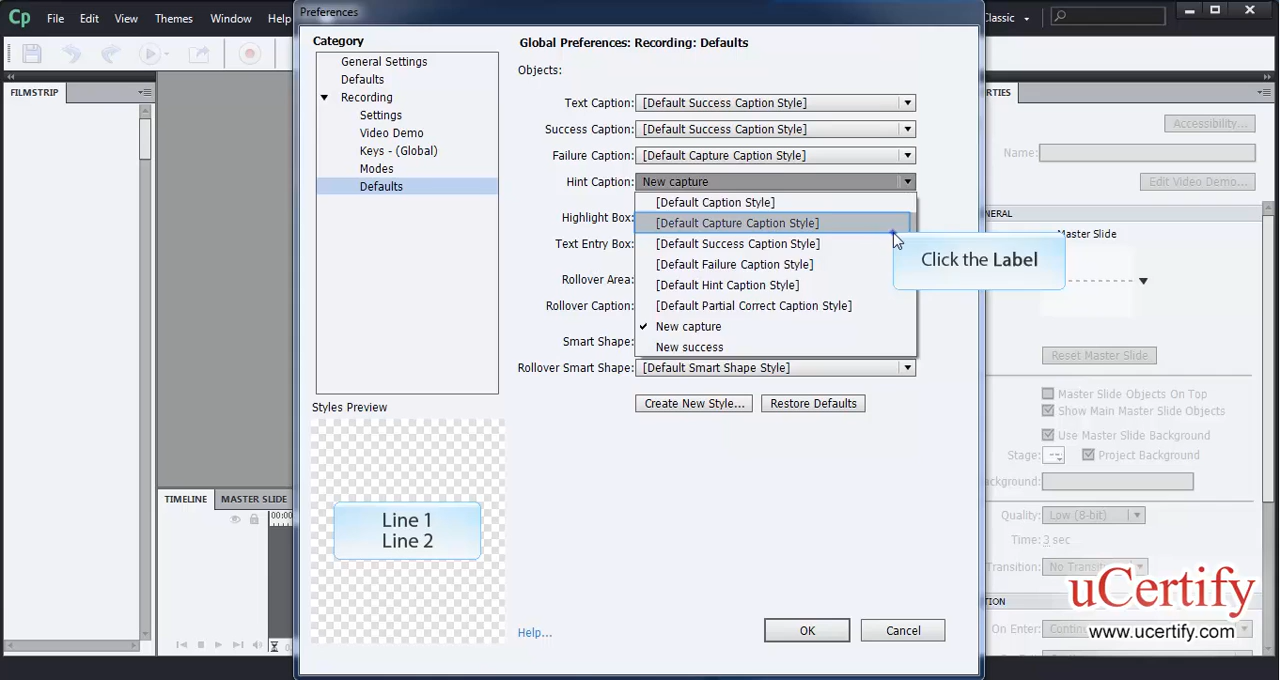 Cp File Edit View Themes Window Help
Preferences
Classic
FILMSTRIP
Category
General Settings
Defaults
Recording
Settings
Video Demo
Keys - (Global)
Modes
Defaults
Styles Preview
Line 1
Line 2
Global Preferences: Recording: Defaults
Objects:
Text Caption: [Default Success Caption Style]
Success Caption: [Default Success Caption Style]
Failure Caption: [Default Capture Caption Style]
Hint Caption: New capture
[Default Caption Style]
[Default Capture Caption Style]
[Default Success Caption Style]
[Default Failure Caption Style]
[Default Hint Caption Style]
[Default Partial Correct Caption Style]
New capture
New success
Highlight Box:
Text Entry Box:
Rollover Area:
Rollover Caption:
Smart Shape:
Rollover Smart Shape: [Default Smart Shape Style]
Create New Style... Restore Defaults
Help...
OK Cancel
Click the Label
TIMELINE MASTER SLIDE
00:00
RTIES
Accessibility...
Name:
Edit Video Demo...
ENERAL
Master Slide
Reset Master Slide
Master Slide Objects On Top
Show Main Master Slide Objects
Use Master Slide Background
Stage: Project Background
ackground:
Quality: Low (8-bit)
Time: 3 sec
Transition: No Transit
TION
On Enter: Contin
uCertify
www.ucertify.com